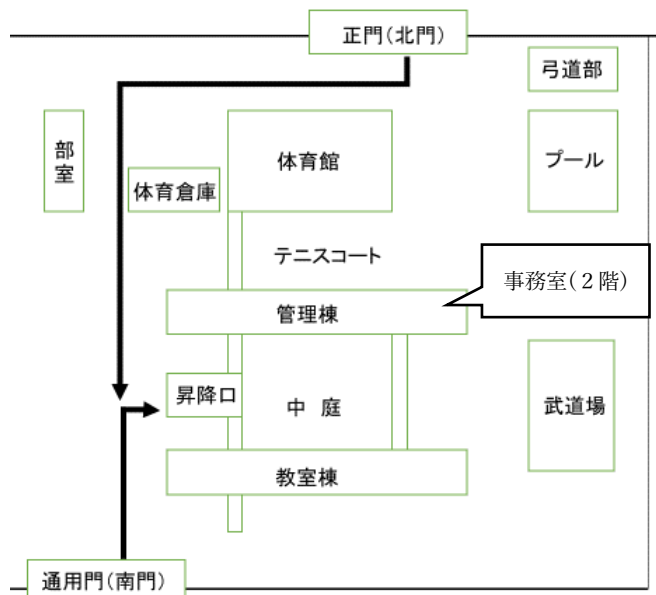 正門(北門)
弓道部
部室
体育館
プール
体育倉庫
テニスコート
事務室(２階)
管理棟
昇降口
中 庭
武道場
教室棟
通用門(南門)